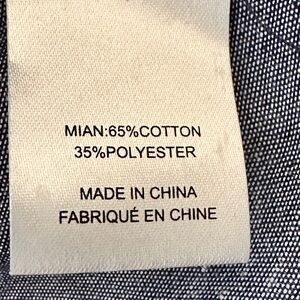 MIAN:65%COTTON
35%POLYESTER
MADE IN CHINA
FABRIQUÉ EN CHINE